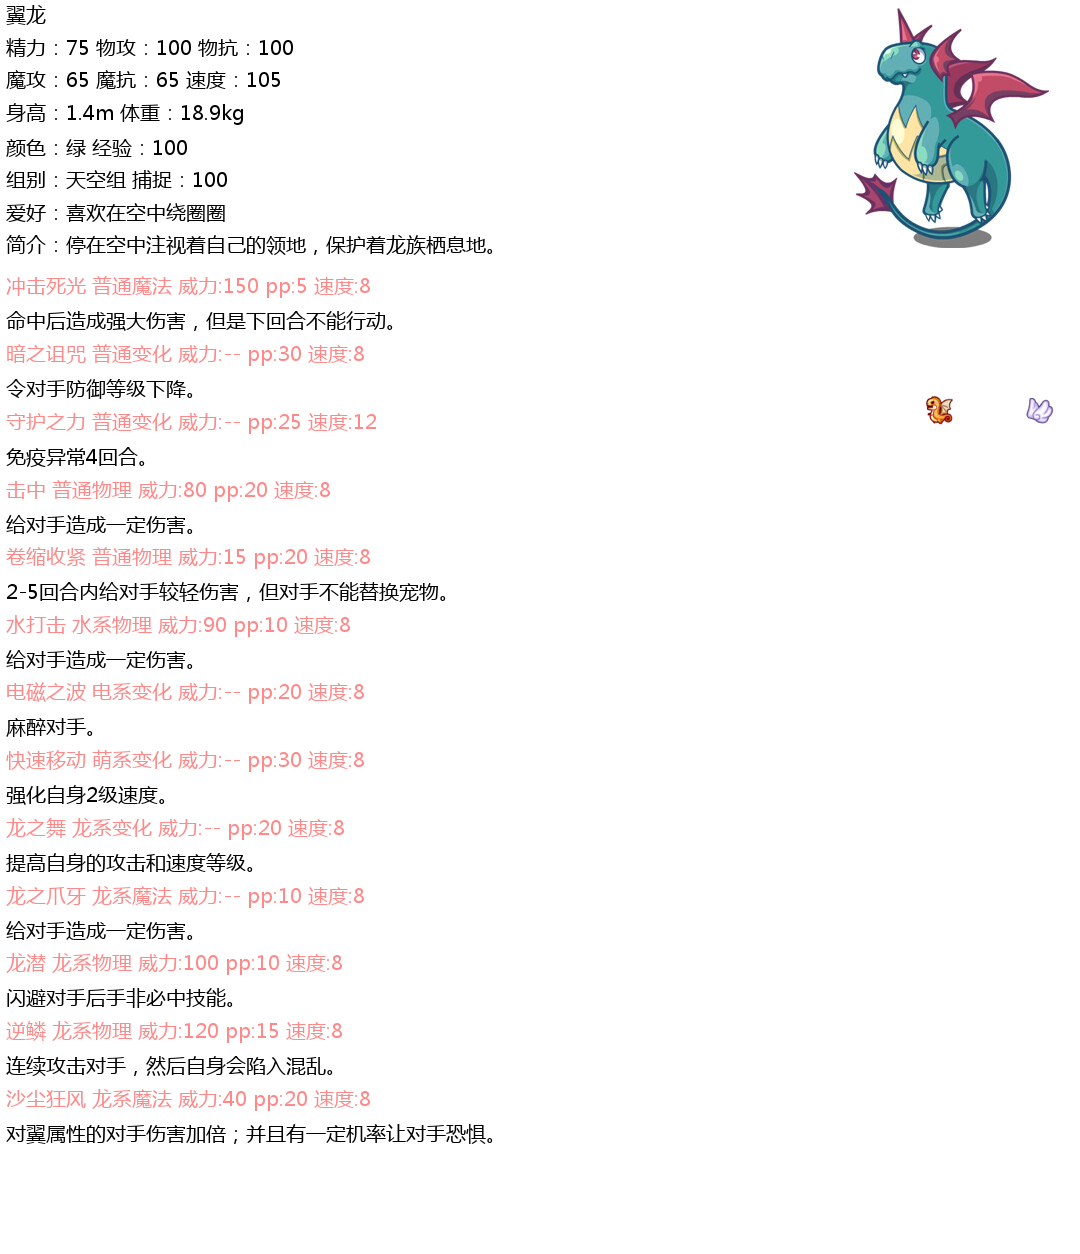 翼龙
精力：75 物攻：100 物抗：100
魔攻：65 魔抗：65 速度：105
身高：1.4m 体重：18.9kg
颜色：绿 经验：100
组别：天空组 捕捉：100
爱好：喜欢在空中绕圈圈
简介：停在空中注视着自己的领地，保护着龙族栖息地。
冲击死光 普通魔法 威力:150 pp:5 速度:8
命中后造成强大伤害，但是下回合不能行动。
暗之诅咒 普通变化 威力:-- pp:30 速度:8
令对手防御等级下降。
守护之力 普通变化 威力:-- pp:25 速度:12
免疫异常4回合。
击中 普通物理 威力:80 pp:20 速度:8
给对手造成一定伤害。
卷缩收紧 普通物理 威力:15 pp:20 速度:8
2-5回合内给对手较轻伤害，但对手不能替换宠物。
水打击 水系物理 威力:90 pp:10 速度:8
给对手造成一定伤害。
电磁之波 电系变化 威力:-- pp:20 速度:8
麻醉对手。
快速移动 萌系变化 威力:-- pp:30 速度:8
强化自身2级速度。
龙之舞 龙系变化 威力:-- pp:20 速度:8
提高自身的攻击和速度等级。
龙之爪牙 龙系魔法 威力:-- pp:10 速度:8
给对手造成一定伤害。
龙潜 龙系物理 威力:100 pp:10 速度:8
闪避对手后手非必中技能。
逆鳞 龙系物理 威力:120 pp:15 速度:8
连续攻击对手，然后自身会陷入混乱。
沙尘狂风 龙系魔法 威力:40 pp:20 速度:8
对翼属性的对手伤害加倍；并且有一定机率让对手恐惧。